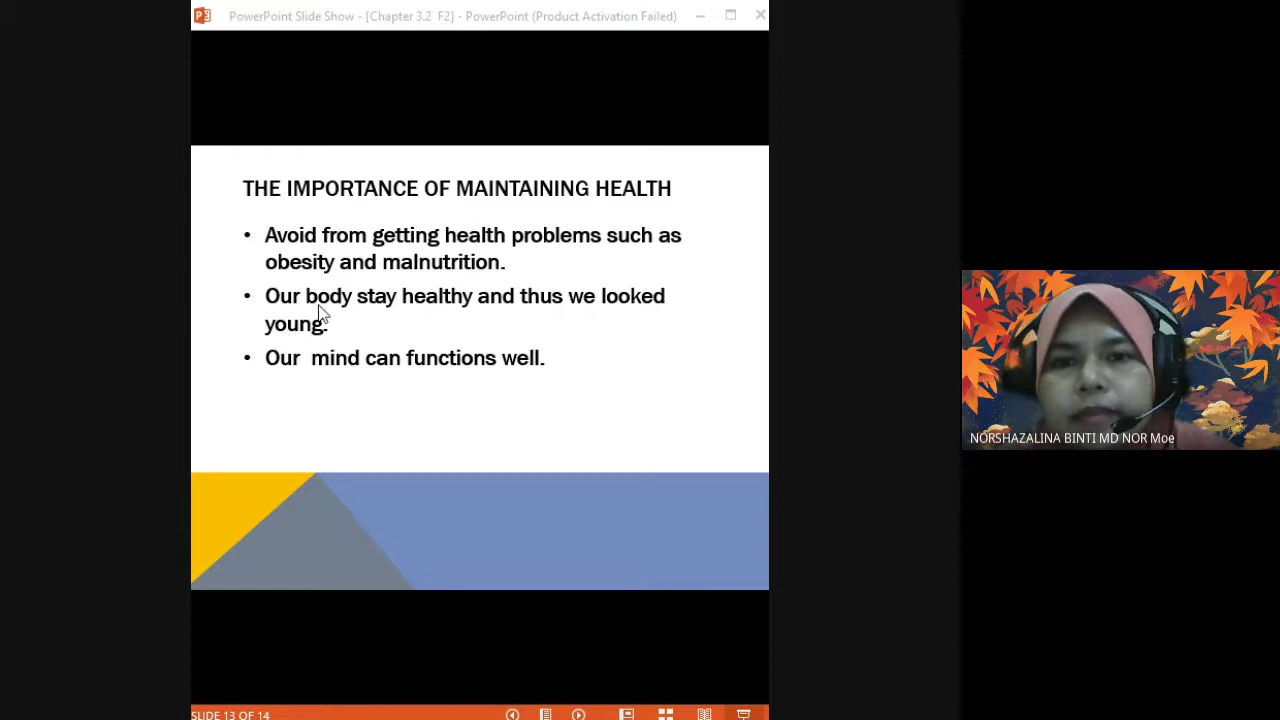 PowerPoint Slide Show - [Chapter 3.2 F2] - PowerPoint (Product Activation Failed)
THE IMPORTANCE OF MAINTAINING HEALTH
• Avoid from getting health problems such as
obesity and malnutrition.
• Our body stay healthy and thus we looked
young.
• Our mind can functions well.
NORSHAZALINA BINTI MD NOR Moe
SLIDE 13 OF 14